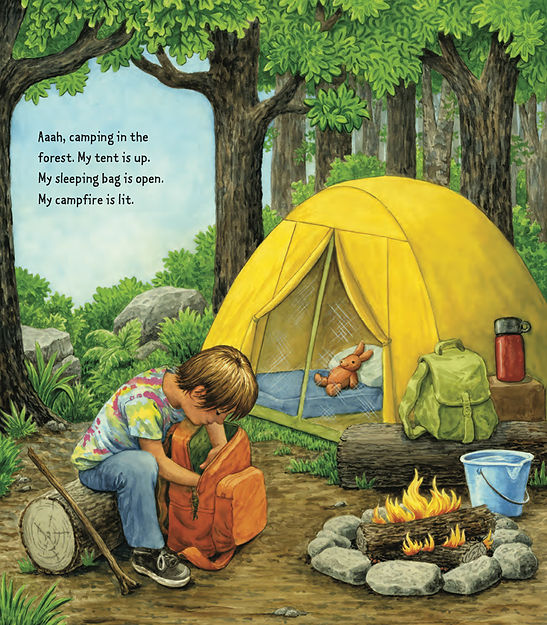 Aaah, camping in the
forest. My tent is up.
My sleeping bag is open.
My campfire is lit.